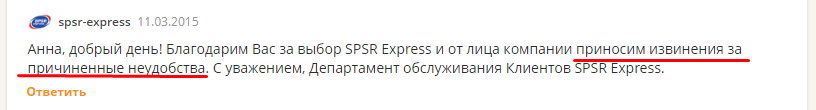 SPSR
spsr-express 11.03.2015
Анна, добрый день! Благодарим Вас за выбор SPSR Express и от лица компании приносим извинения за
причиненные неудобства. С уважением, Департамент обслуживания Клиентов SPSR Express.
Ответить